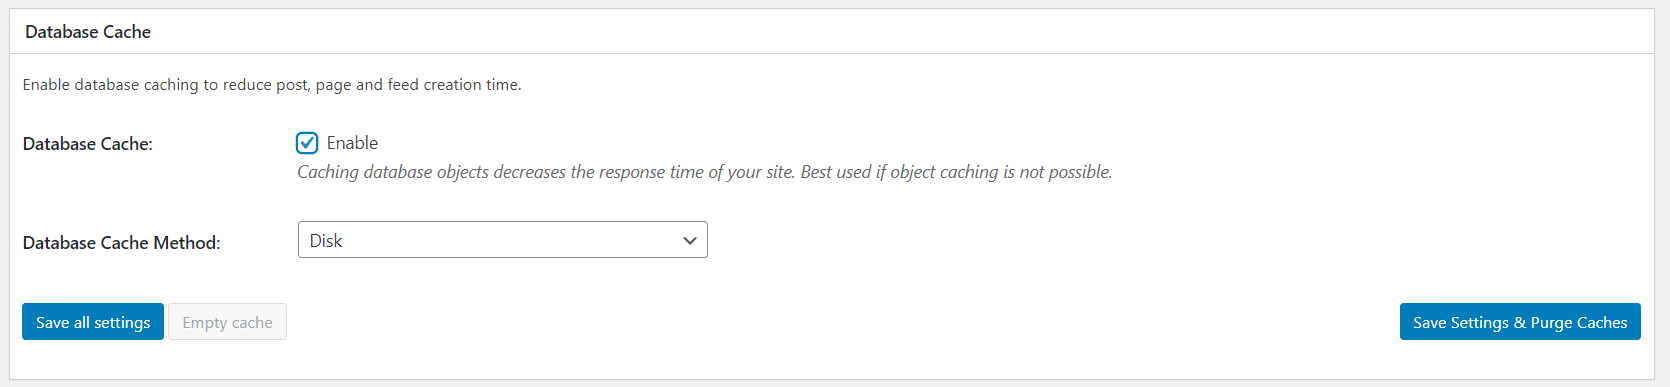 Database Cache
Enable database caching to reduce post, page and feed creation time.
Database Cache: Enable
Caching database objects decreases the response time of your site. Best used if object caching is not possible.
Database Cache Method: Disk
Save all settings Empty cache Save Settings & Purge Caches